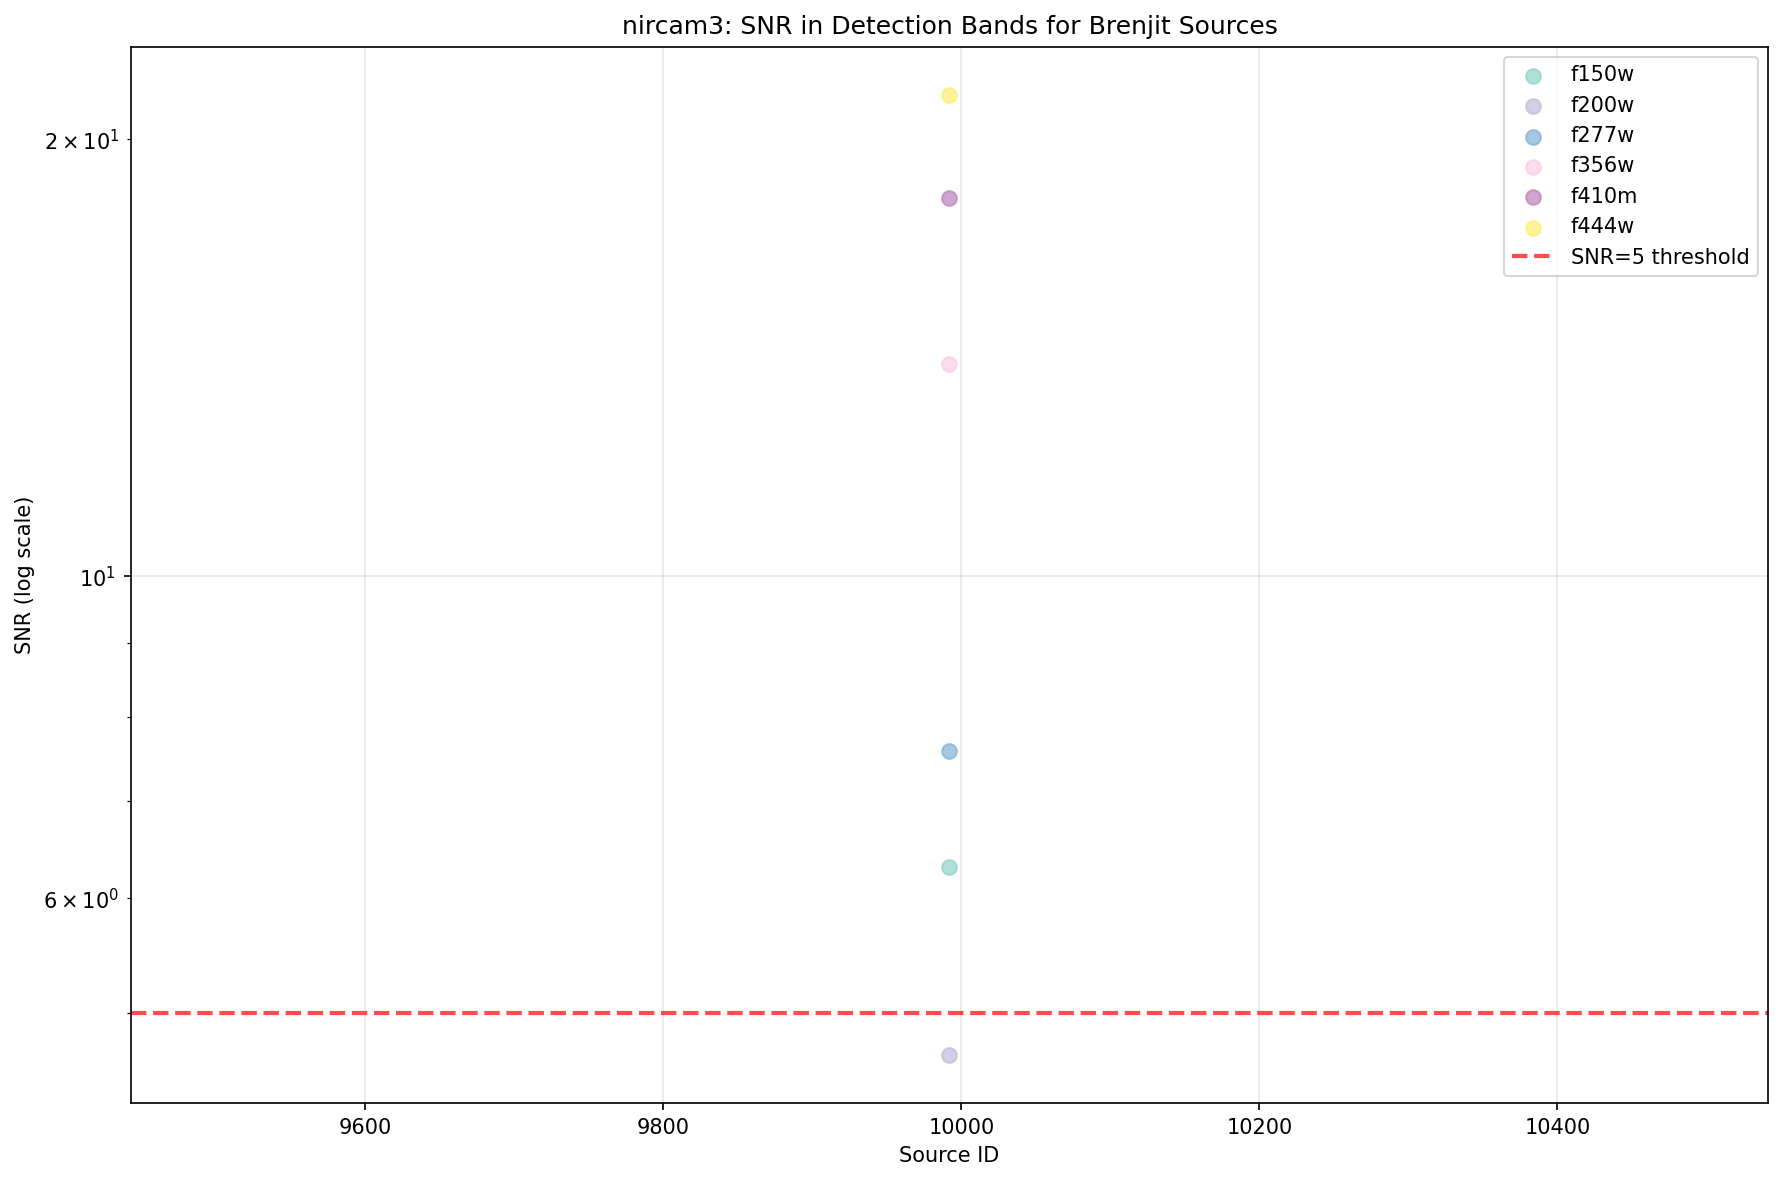 nircam3: SNR in Detection Bands for Brenjit Sources
f150w
f200w
f277w
f356w
f410m
f444w
SNR=5 threshold
2 × 10¹
10¹
6 × 10⁰
SNR (log scale)
9600 9800 10000 10200 10400
Source ID